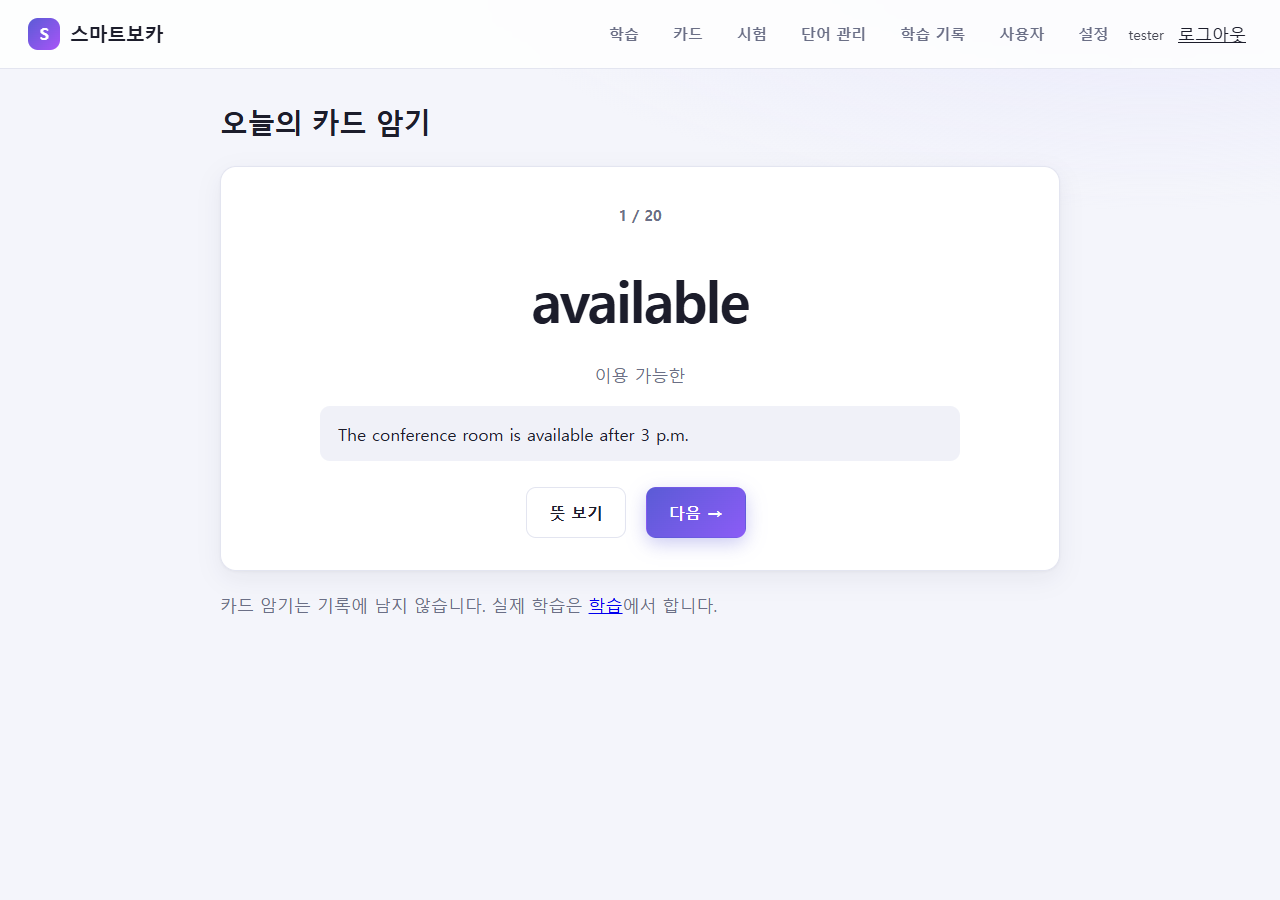 S 스마트보카
학습 카드 시험 단어 관리 학습 기록 사용자 설정 tester 로그아웃
오늘의 카드 암기
1 / 20
available
이용 가능한
The conference room is available after 3 p.m.
뜻 보기 다음 →
카드 암기는 기록에 남지 않습니다. 실제 학습은 학습에서 합니다.